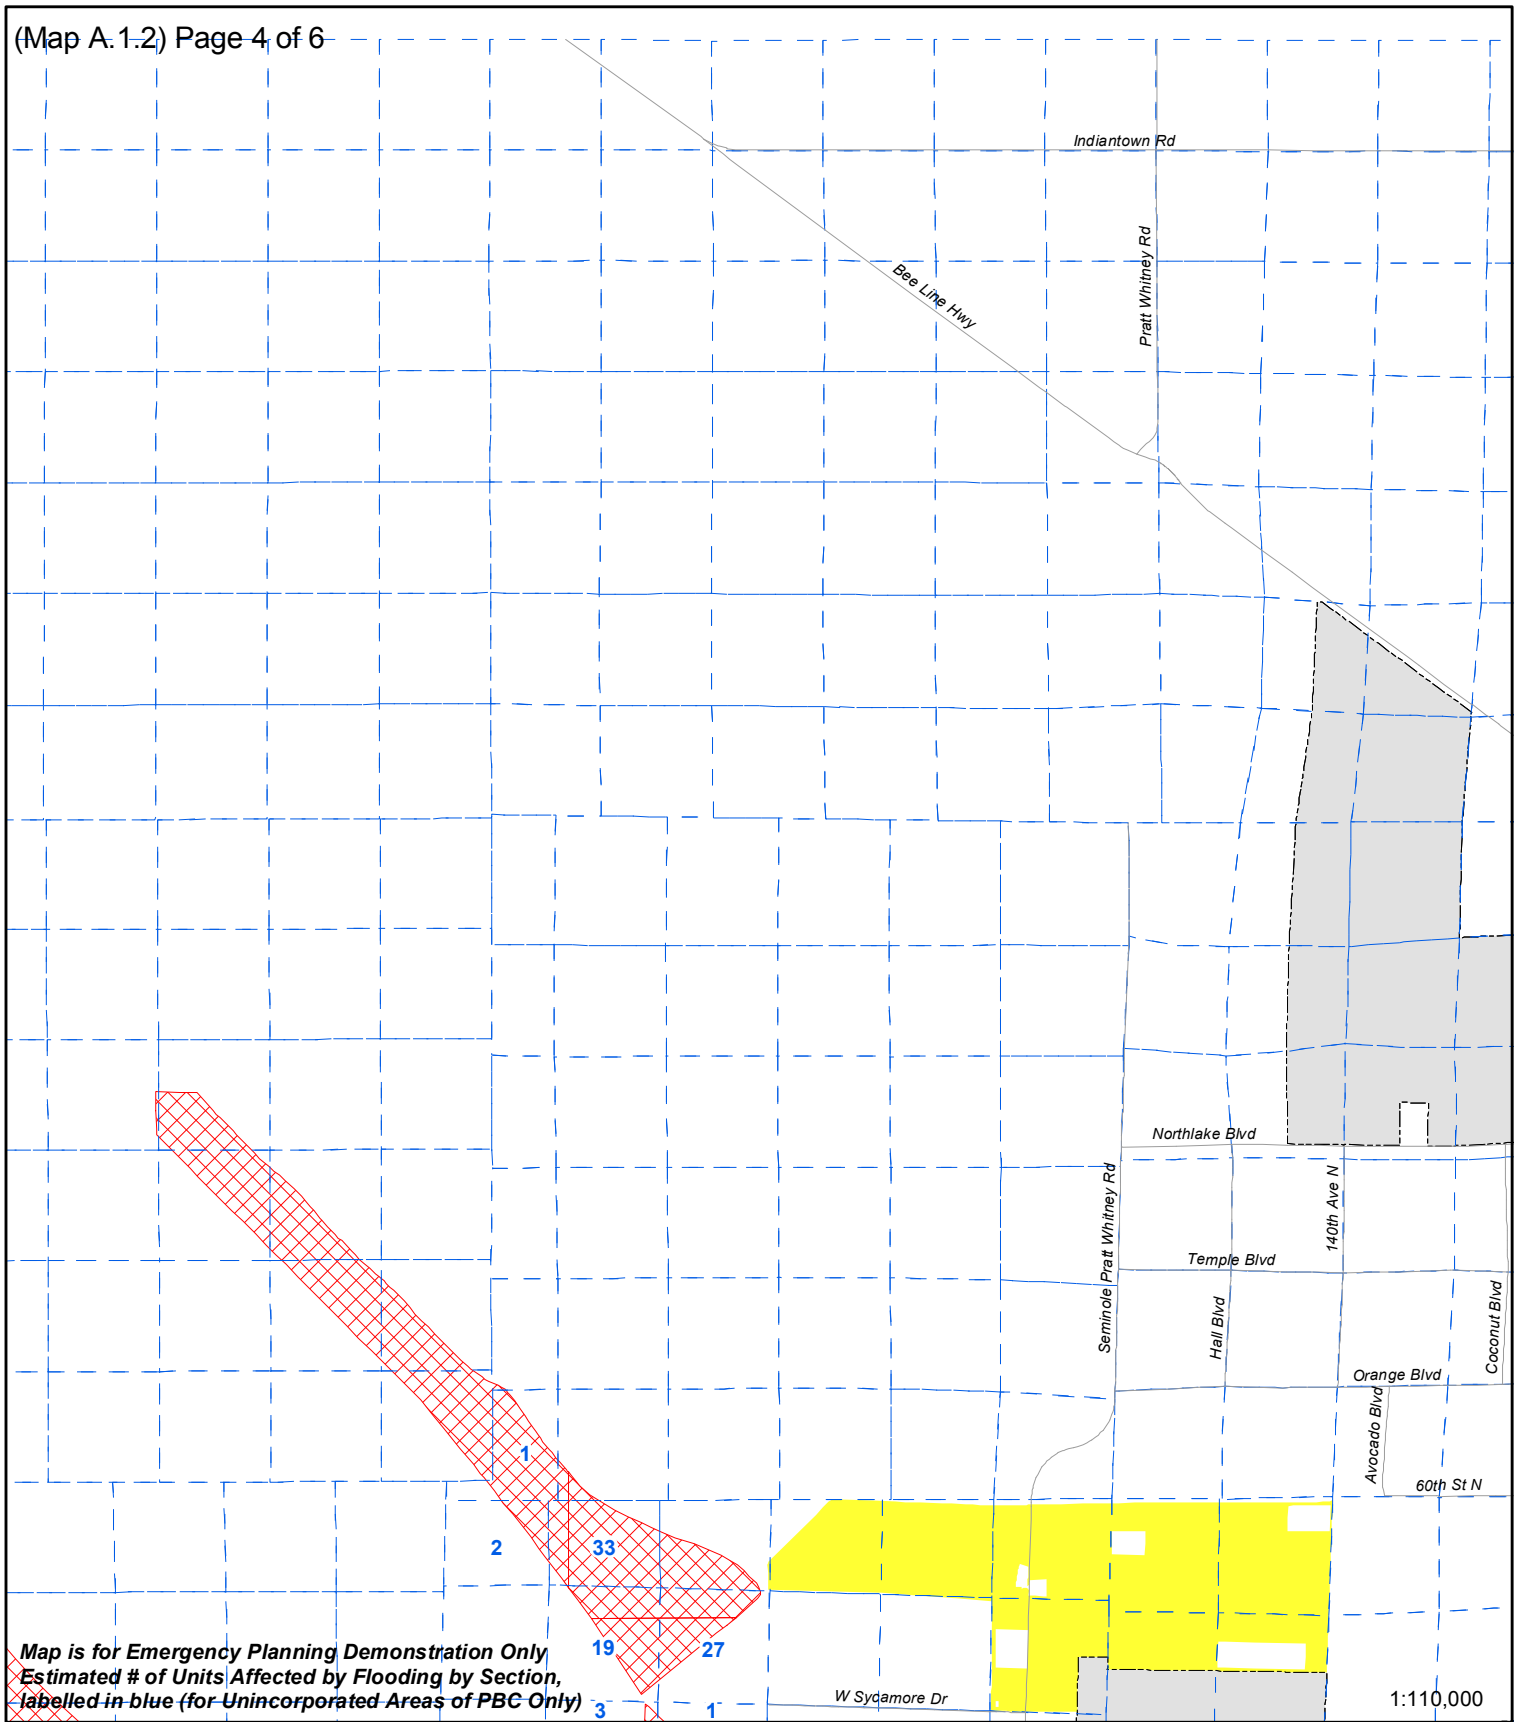 (Map A.1.2) Page 4 of 6
Indiantown Rd
Pratt Whitney Rd
Bee Line Hwy
Northlake Blvd
Seminole Pratt Whitney Rd
140th Ave N
Temple Blvd
Hall Blvd
Coconut Blvd
Orange Blvd
Avocado Blvd
60th St N
1
2
33
19
27
3
1
W Sycamore Dr
Map is for Emergency Planning Demonstration Only
Estimated # of Units Affected by Flooding by Section,
labelled in blue (for Unincorporated Areas of PBC Only)
1:110,000